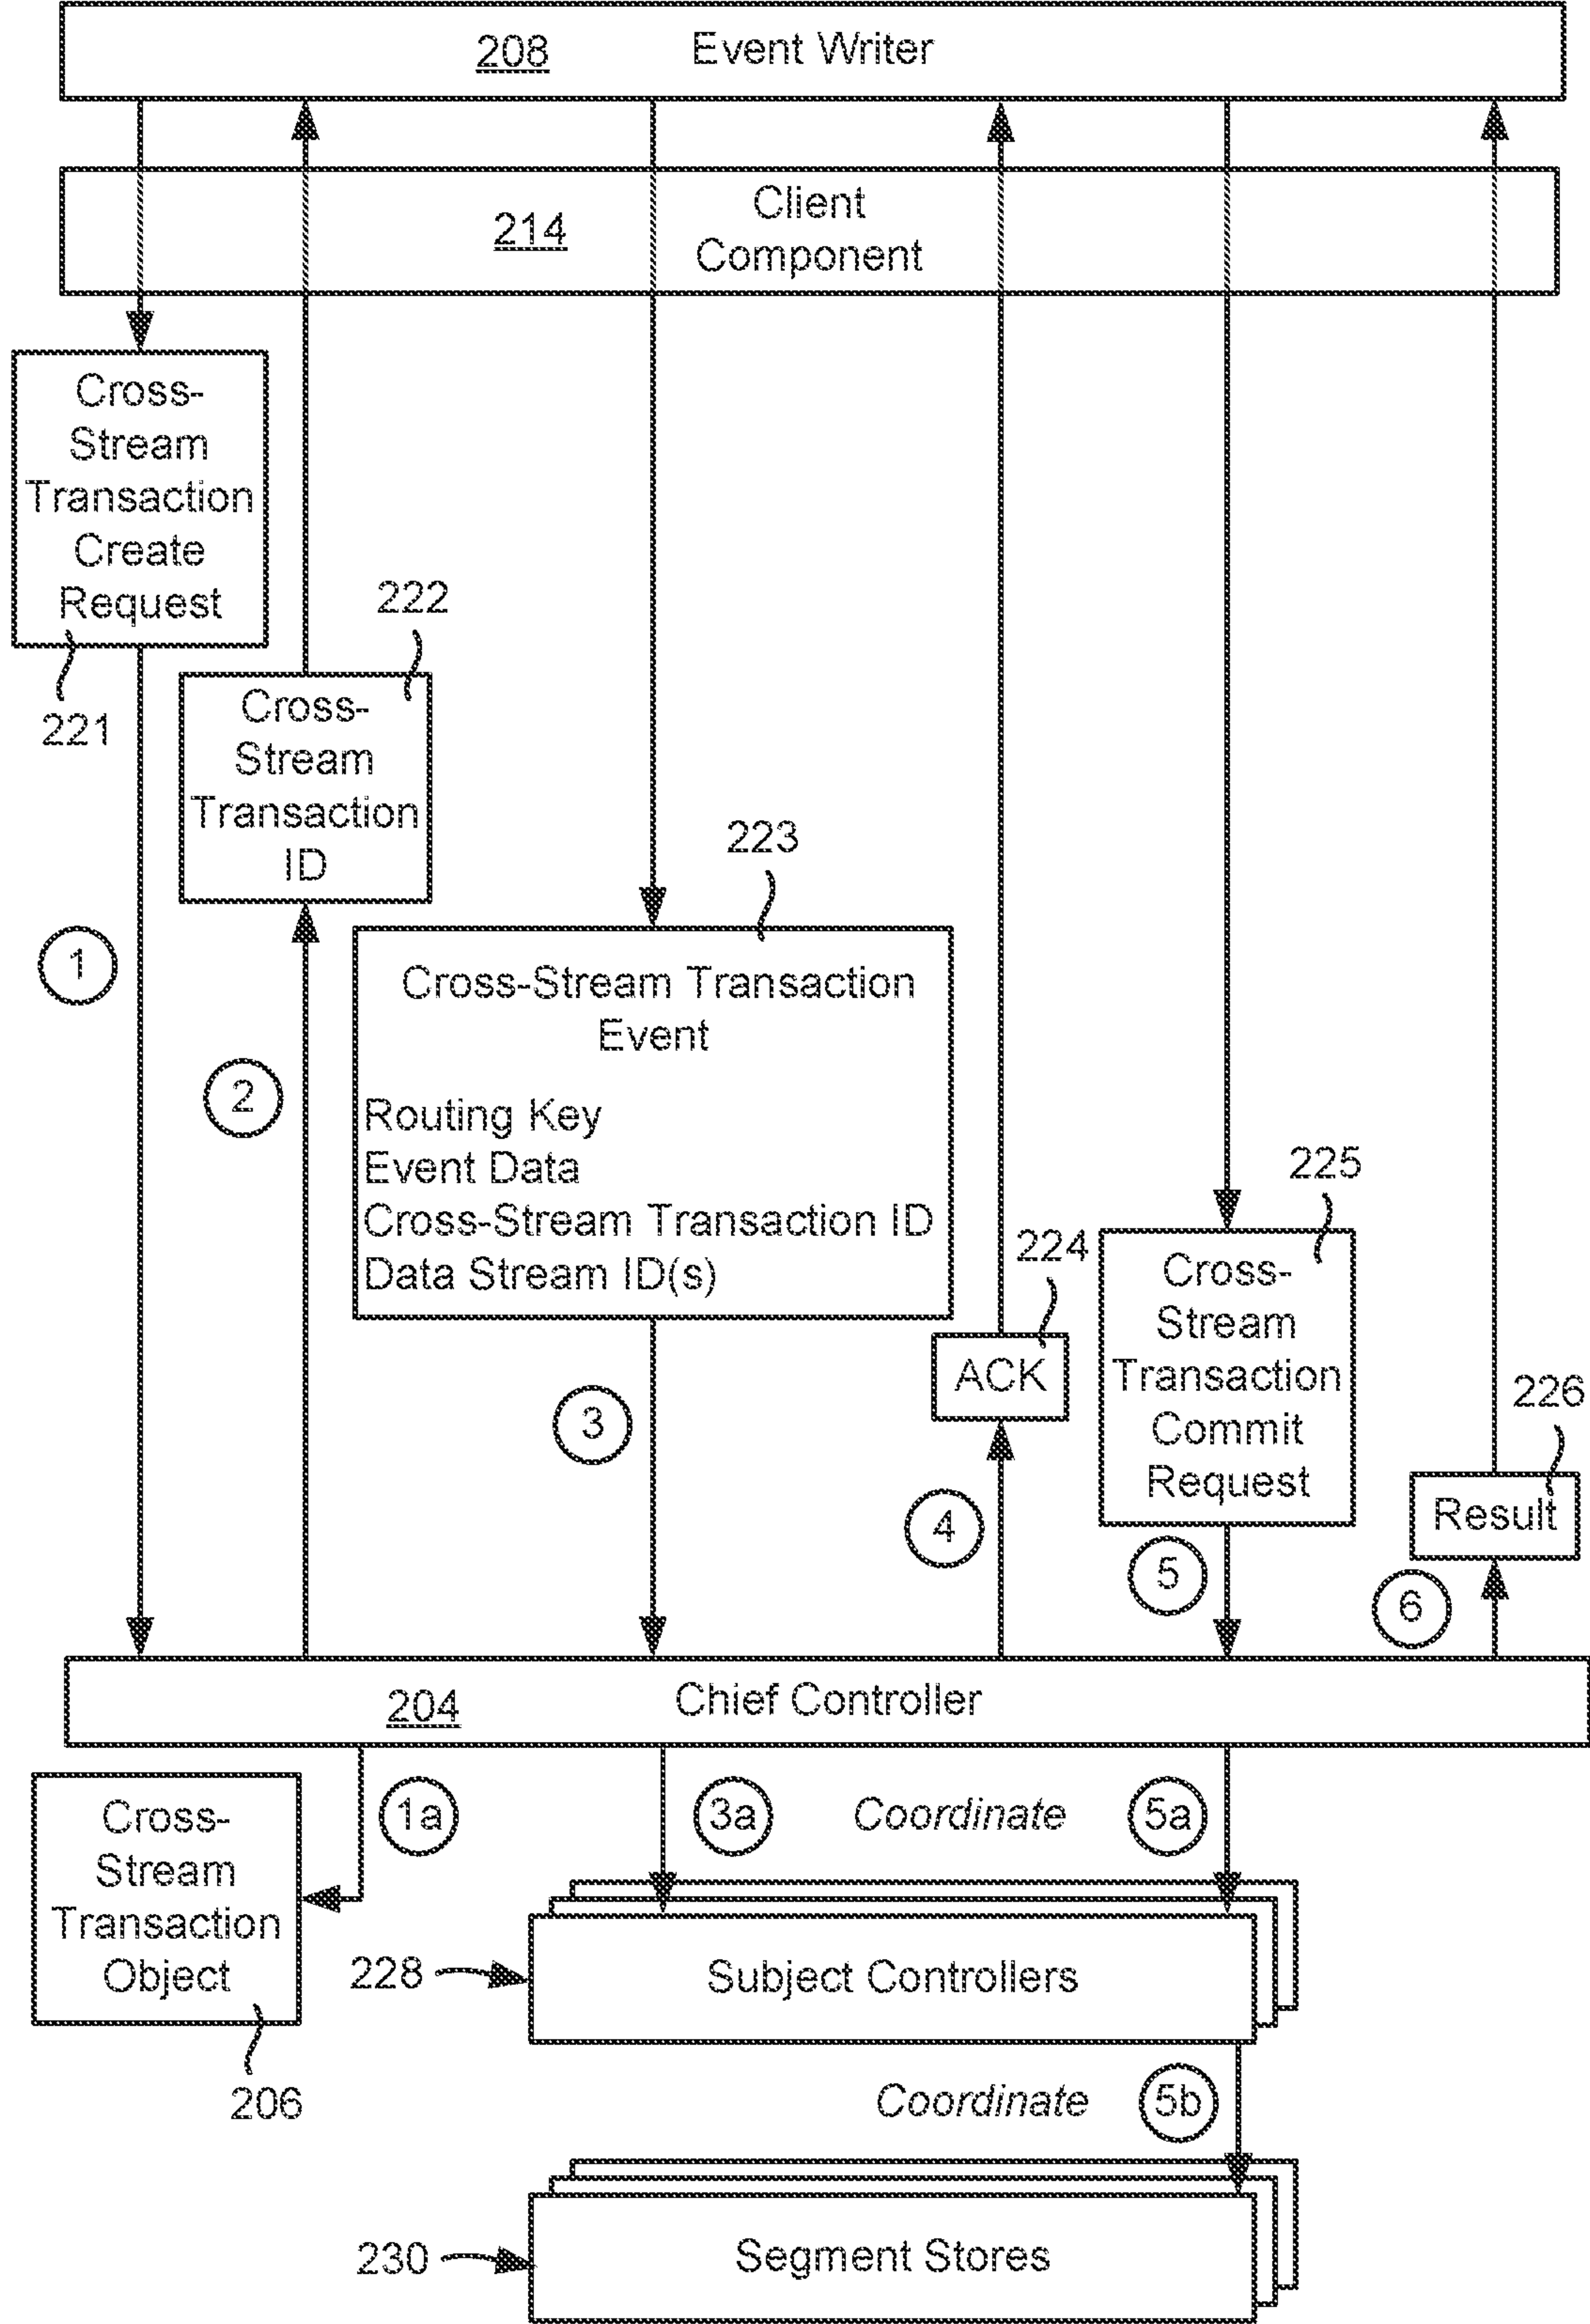 208 Event Writer
214
Client
Component
Cross-
Stream
Transaction
Create
Request
221
222
Cross-
Stream
Transaction
ID
1
2
223
Cross-Stream Transaction
Event
Routing Key
Event Data
Cross-Stream Transaction ID
Data Stream ID(s)
3
224
ACK
4
225
Cross-
Stream
Transaction
Commit
Request
5
226
Result
6
204 Chief Controller
1a
3a
Coordinate
5a
Cross-
Stream
Transaction
Object
206
228
Subject Controllers
Coordinate
5b
230
Segment Stores